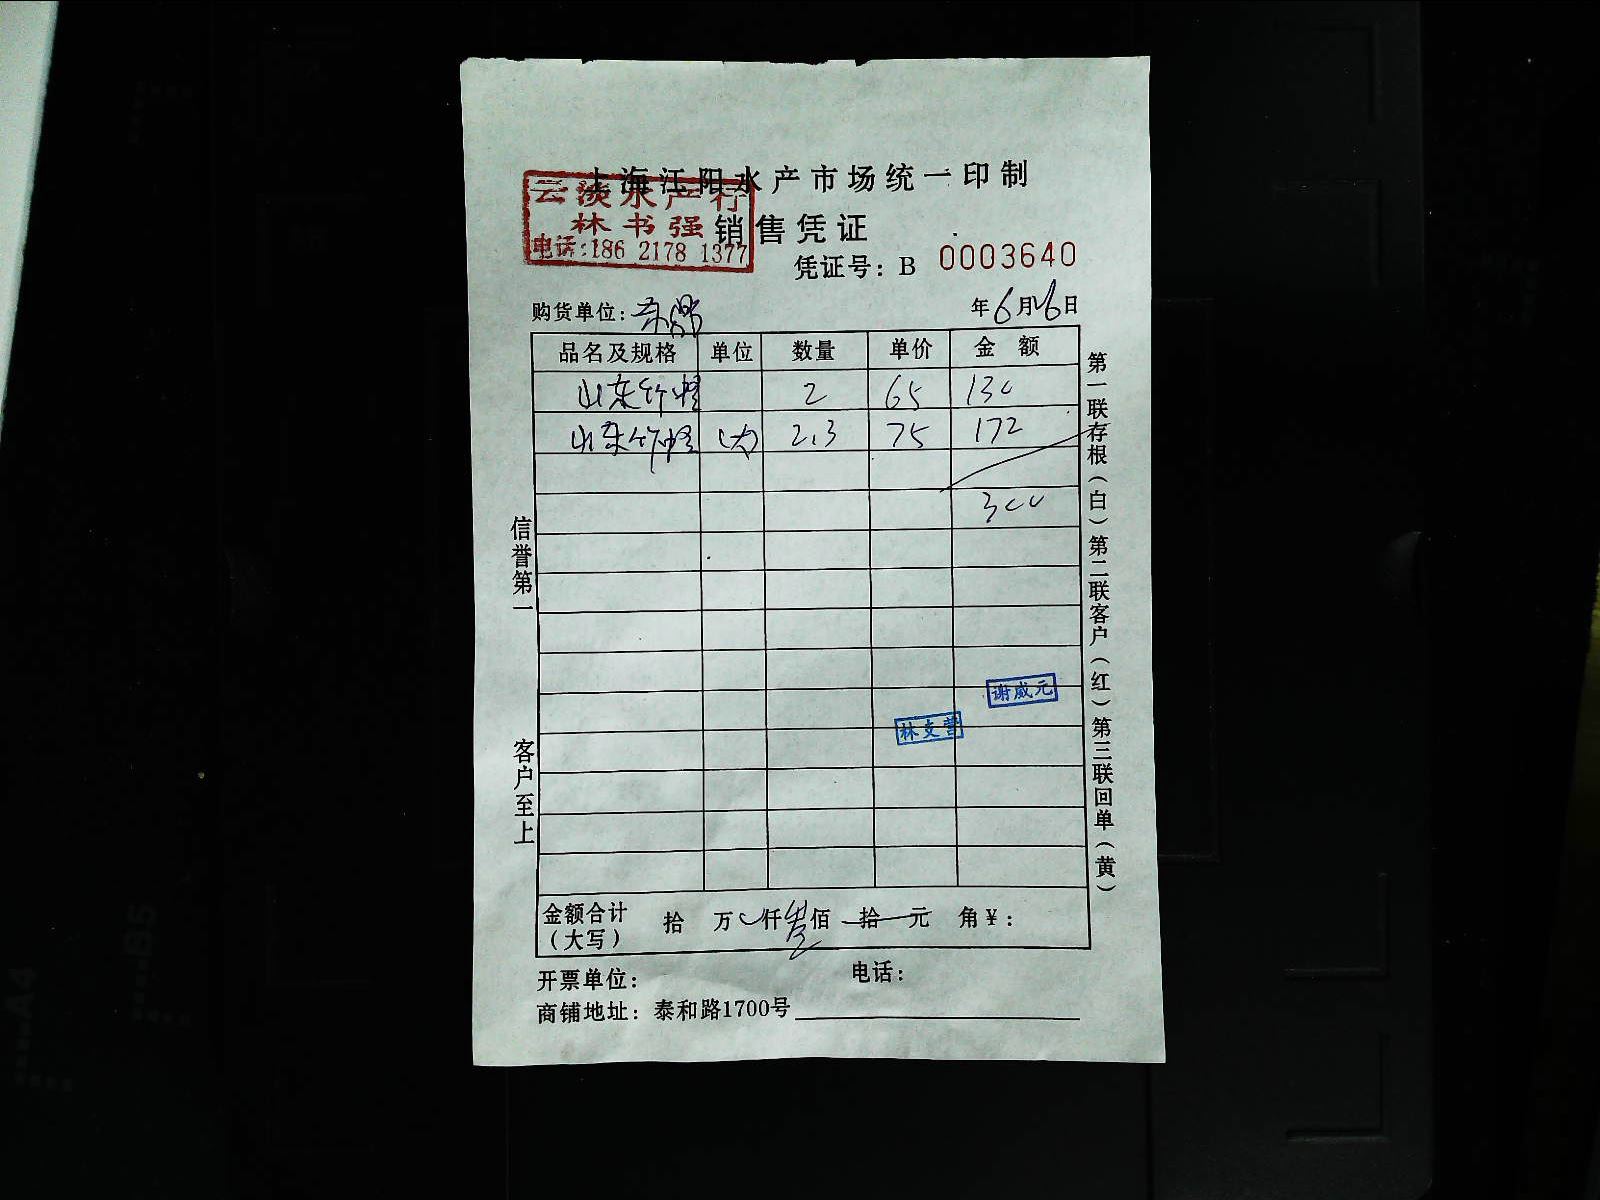 上海江阳水产市场统一印制
云淡水产行
林书强
电话:186 2178 1377
销售凭证
凭证号：B 0003640
购货单位：
年6月6日
品名及规格 单位 数量 单价 金额
山东竹蛏 2 65 130
山东竹蛏 (大) 2.3 75 172
300
信誉第一
客户至上
第一联存根（白）第二联客户（红）第三联回单（黄）
谢威元
林文营
金额合计（大写） 拾 万 仟叁佰 拾 元 角¥：
开票单位： 电话：
商铺地址：泰和路1700号